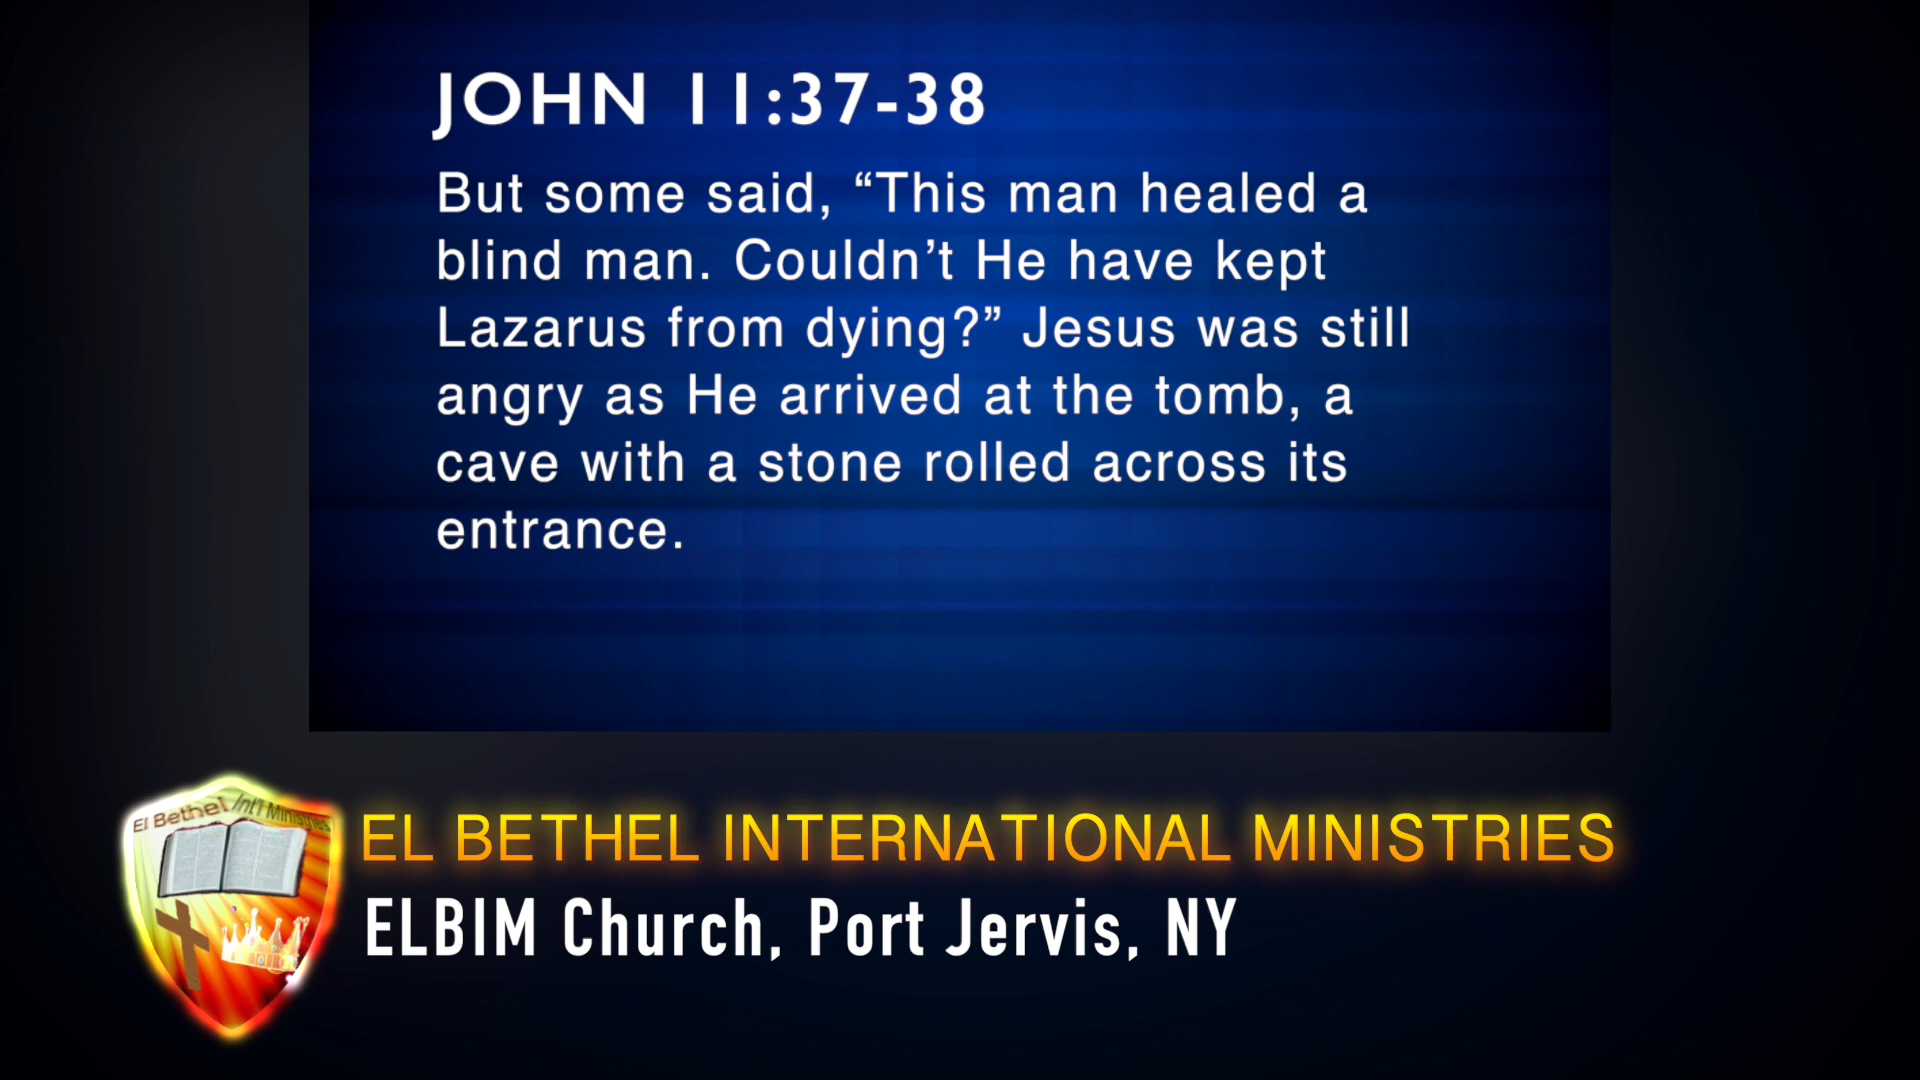 JOHN 11:37-38
But some said, “This man healed a
blind man. Couldn’t He have kept
Lazarus from dying?” Jesus was still
angry as He arrived at the tomb, a
cave with a stone rolled across its
entrance.
El Bethel Int'l Ministries
EL BETHEL INTERNATIONAL MINISTRIES
ELBIM Church, Port Jervis, NY